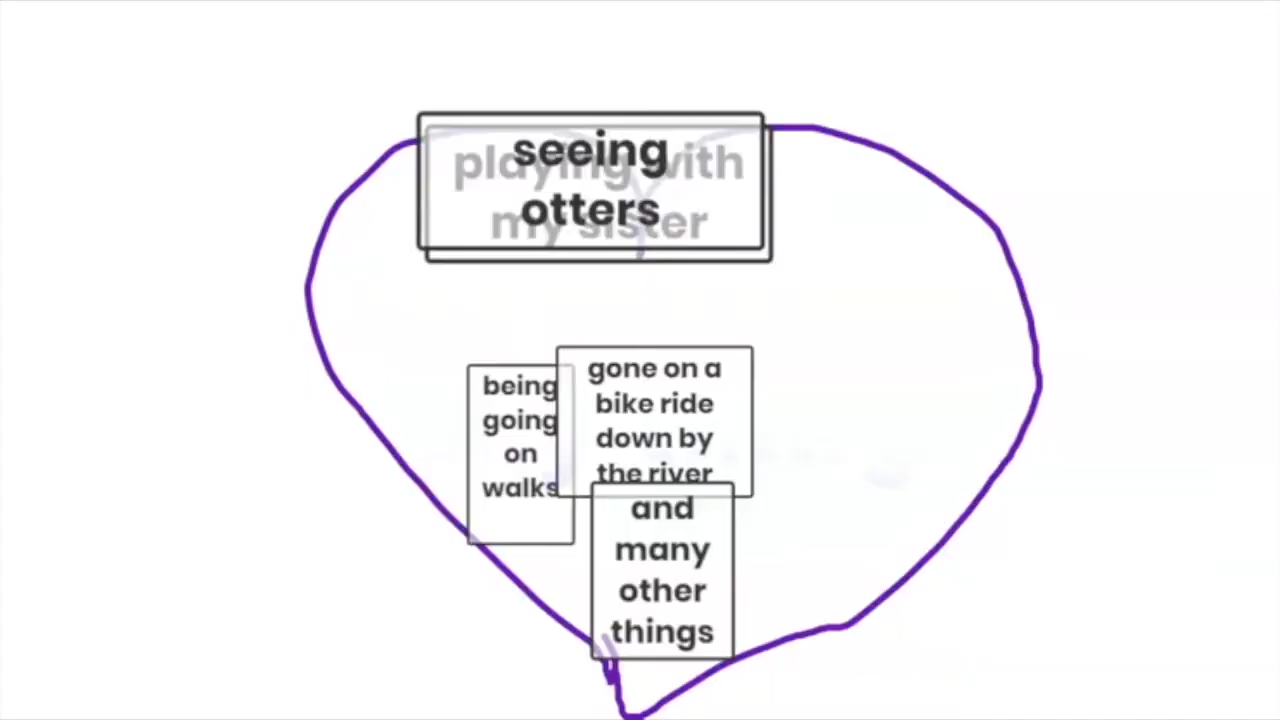 seeing
otters
playing with
my sister
being
going
on
walks
gone on a
bike ride
down by
the river
and
many
other
things